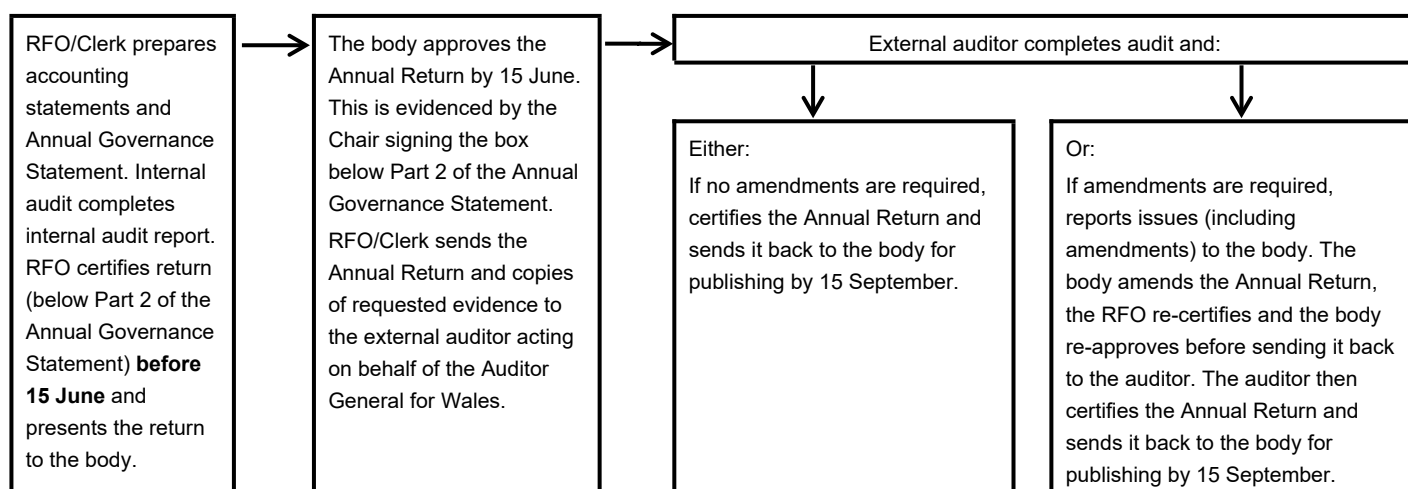 RFO/Clerk prepares
accounting
statements and
Annual Governance
Statement. Internal
audit completes
internal audit report.
RFO certifies return
(below Part 2 of the
Annual Governance
Statement) before
15 June and
presents the return
to the body.
The body approves the
Annual Return by 15 June.
This is evidenced by the
Chair signing the box
below Part 2 of the Annual
Governance Statement.
RFO/Clerk sends the
Annual Return and copies
of requested evidence to
the external auditor acting
on behalf of the Auditor
General for Wales.
External auditor completes audit and:
Either:
If no amendments are required,
certifies the Annual Return and
sends it back to the body for
publishing by 15 September.
Or:
If amendments are required,
reports issues (including
amendments) to the body. The
body amends the Annual Return,
the RFO re-certifies and the body
re-approves before sending it back
to the auditor. The auditor then
certifies the Annual Return and
sends it back to the body for
publishing by 15 September.